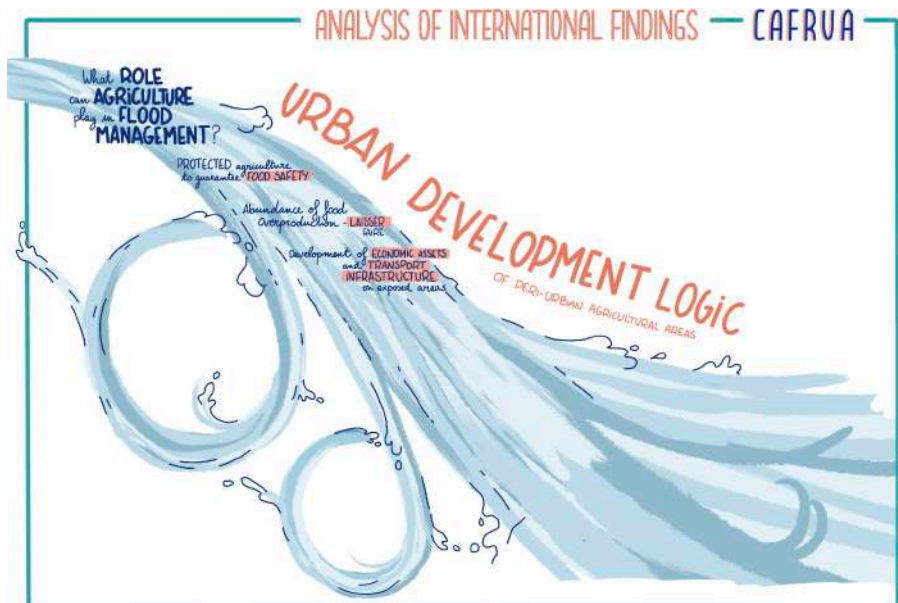 ANALYSIS OF INTERNATIONAL FINDINGS — CAFRUA
What ROLE
can AGRICULTURE
play in FLOOD
MANAGEMENT?
PROTECTED agriculture
to guarantee FOOD SAFETY
Abundance of food
Overproduction - LAISSER
FAIRE
Development of ECONOMIC ASSETS
and TRANSPORT
INFRASTRUCTURE
on exposed areas
URBAN DEVELOPMENT LOGIC
OF PERI-URBAN AGRICULTURAL AREAS